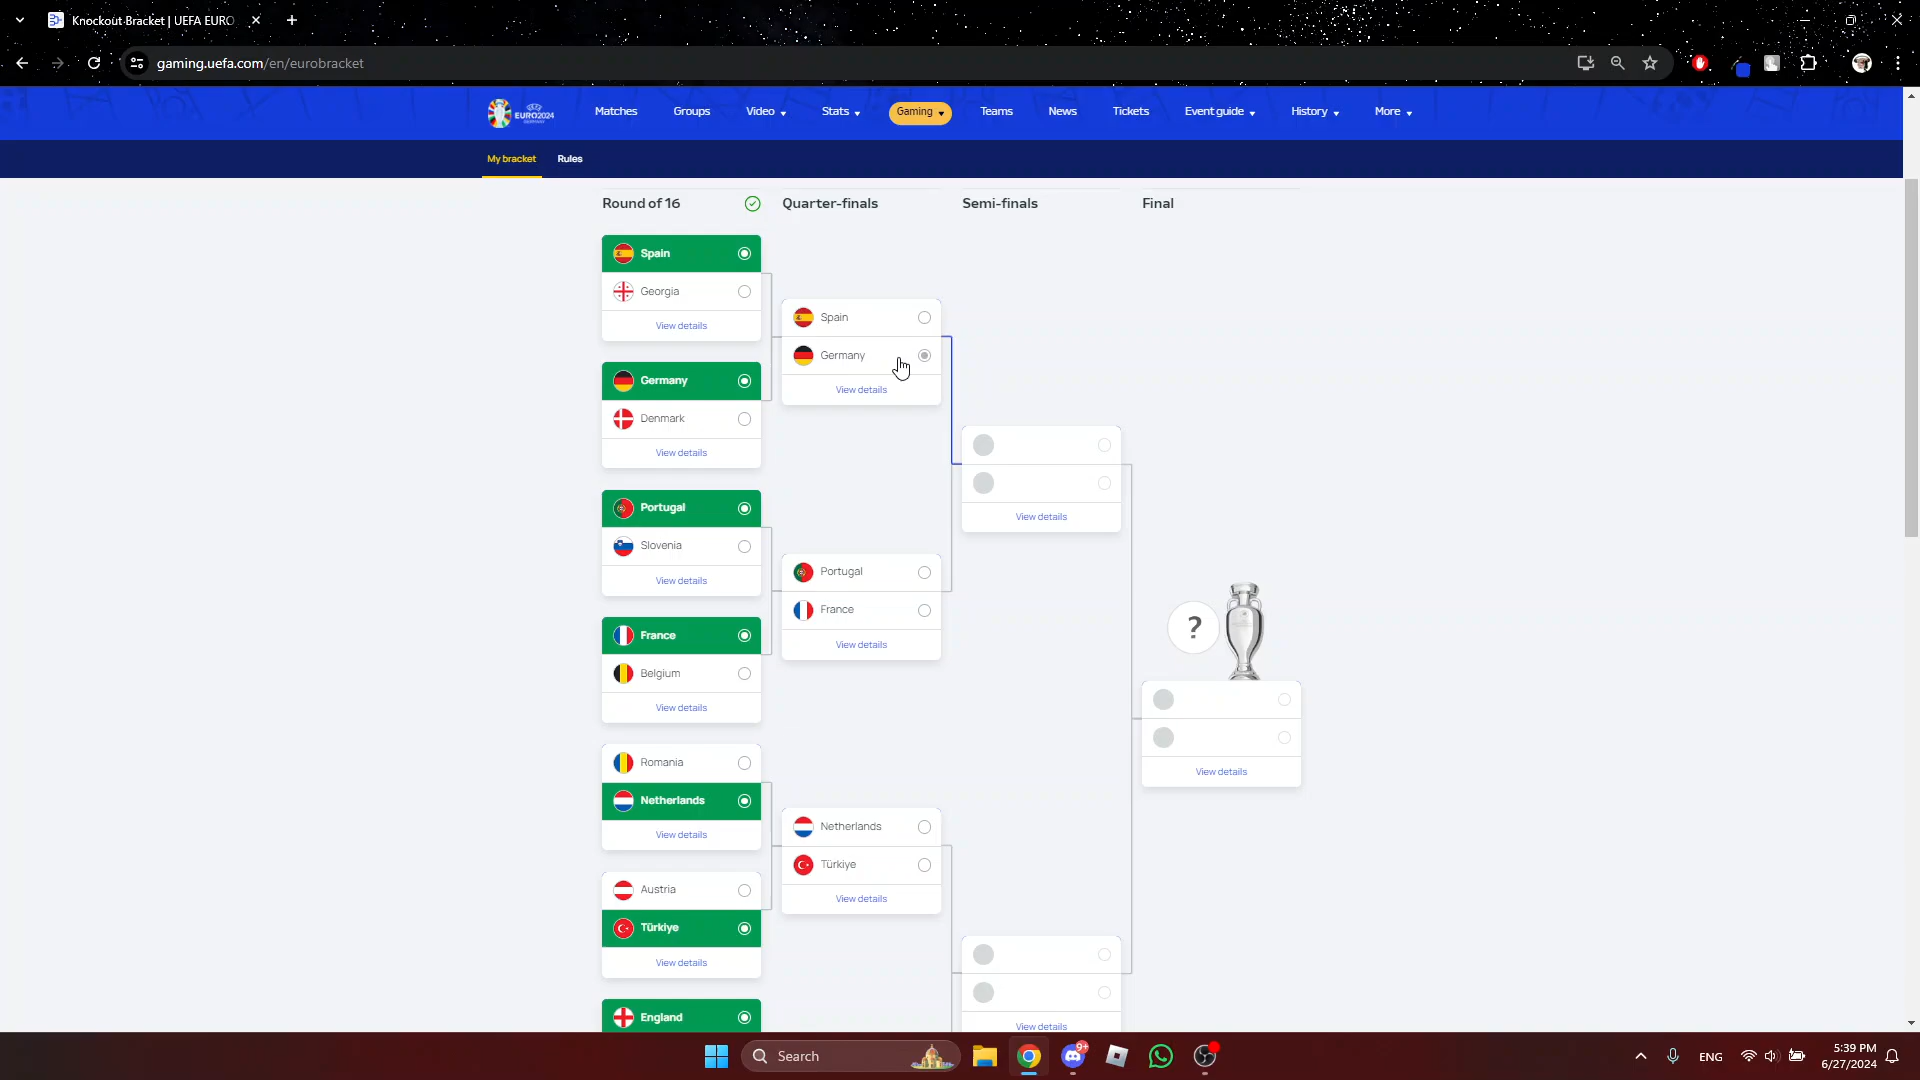 Knockout Bracket | UEFA EURO
gaming.uefa.com/en/eurobracket
UEFA
EURO2024
GERMANY
Matches
Groups
Video
Stats
Gaming
Teams
News
Tickets
Event guide
History
More
My bracket
Rules
Round of 16
Quarter-finals
Semi-finals
Final
Spain
Georgia
View details
Spain
Germany
View details
Germany
Denmark
View details
View details
Portugal
Slovenia
View details
Portugal
France
View details
France
Belgium
View details
?
View details
Romania
Netherlands
View details
Netherlands
Türkiye
View details
Austria
Türkiye
View details
View details
England
Search
9+
ENG
5:39 PM
6/27/2024